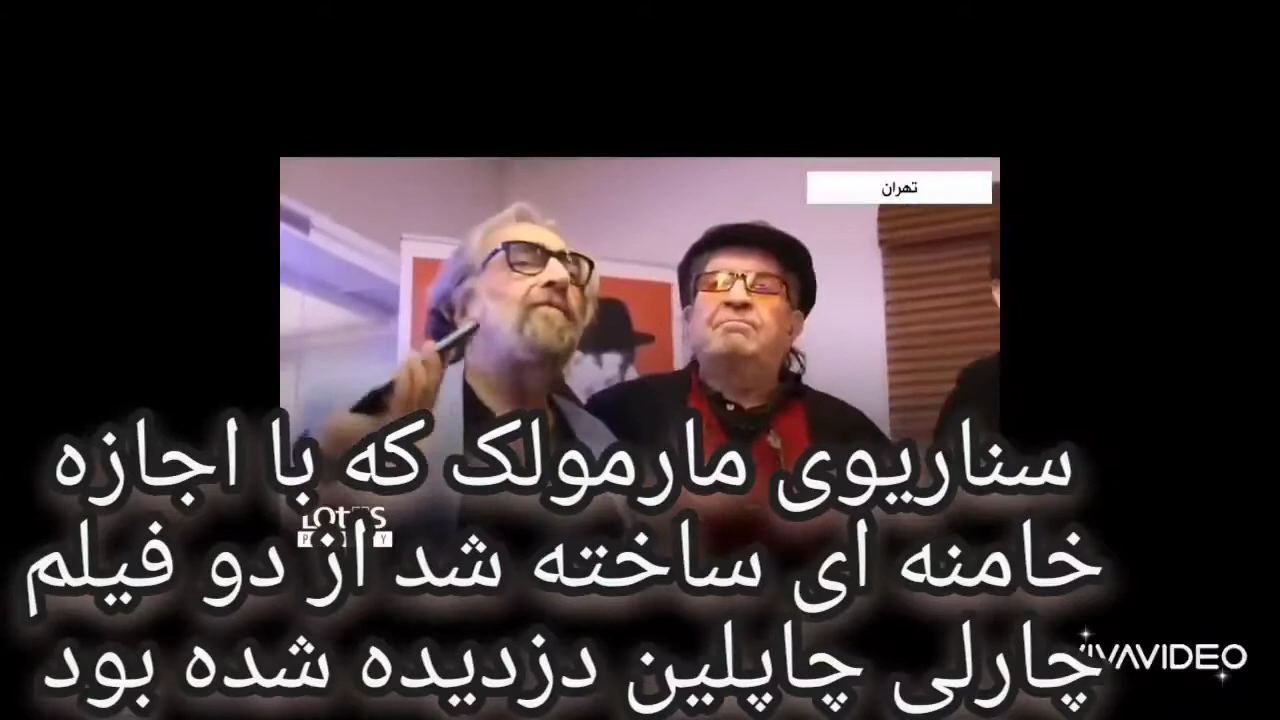 تهران
سناریوی مارمولک که با اجازه
خامنه ای ساخته شد از دو فیلم
چارلی چاپلین دزدیده شده بود
VIVAVIDEO